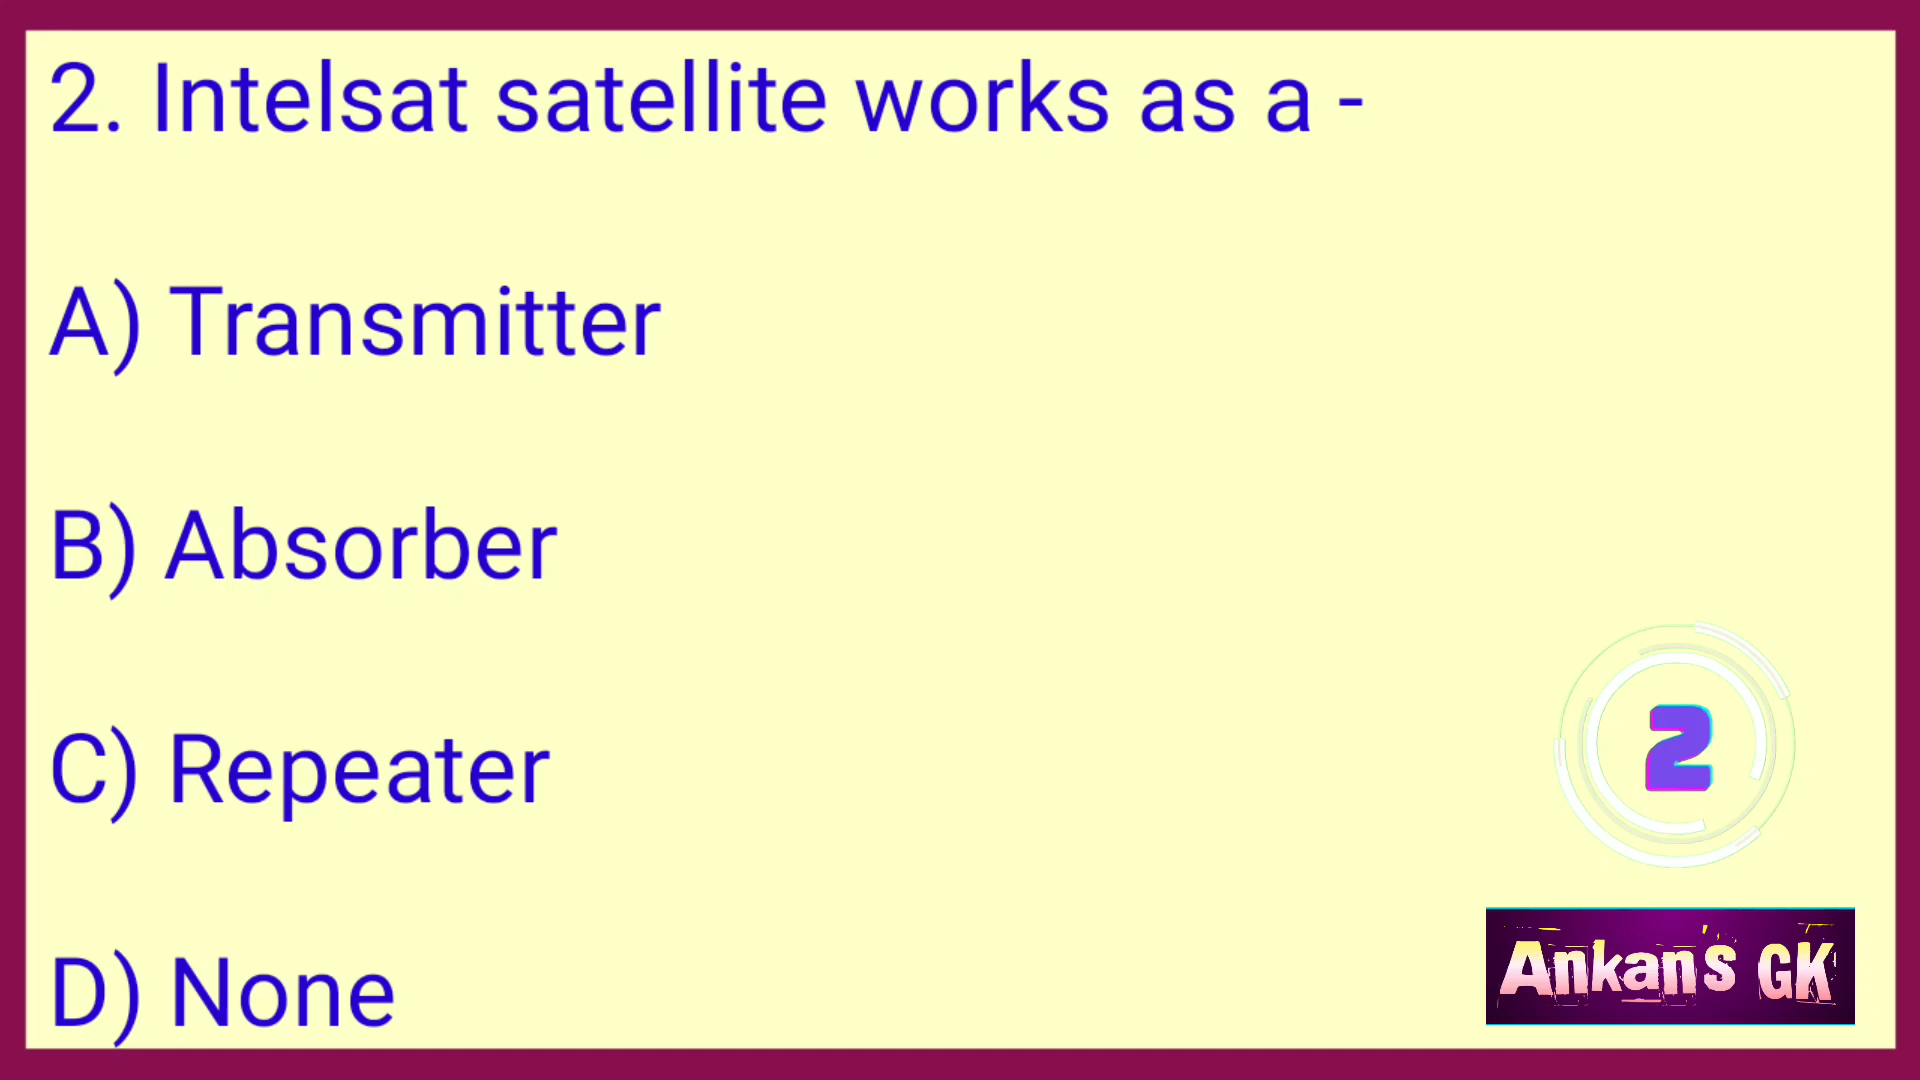 2. Intelsat satellite works as a -
A) Transmitter
B) Absorber
C) Repeater
2
D) None
Ankan's GK